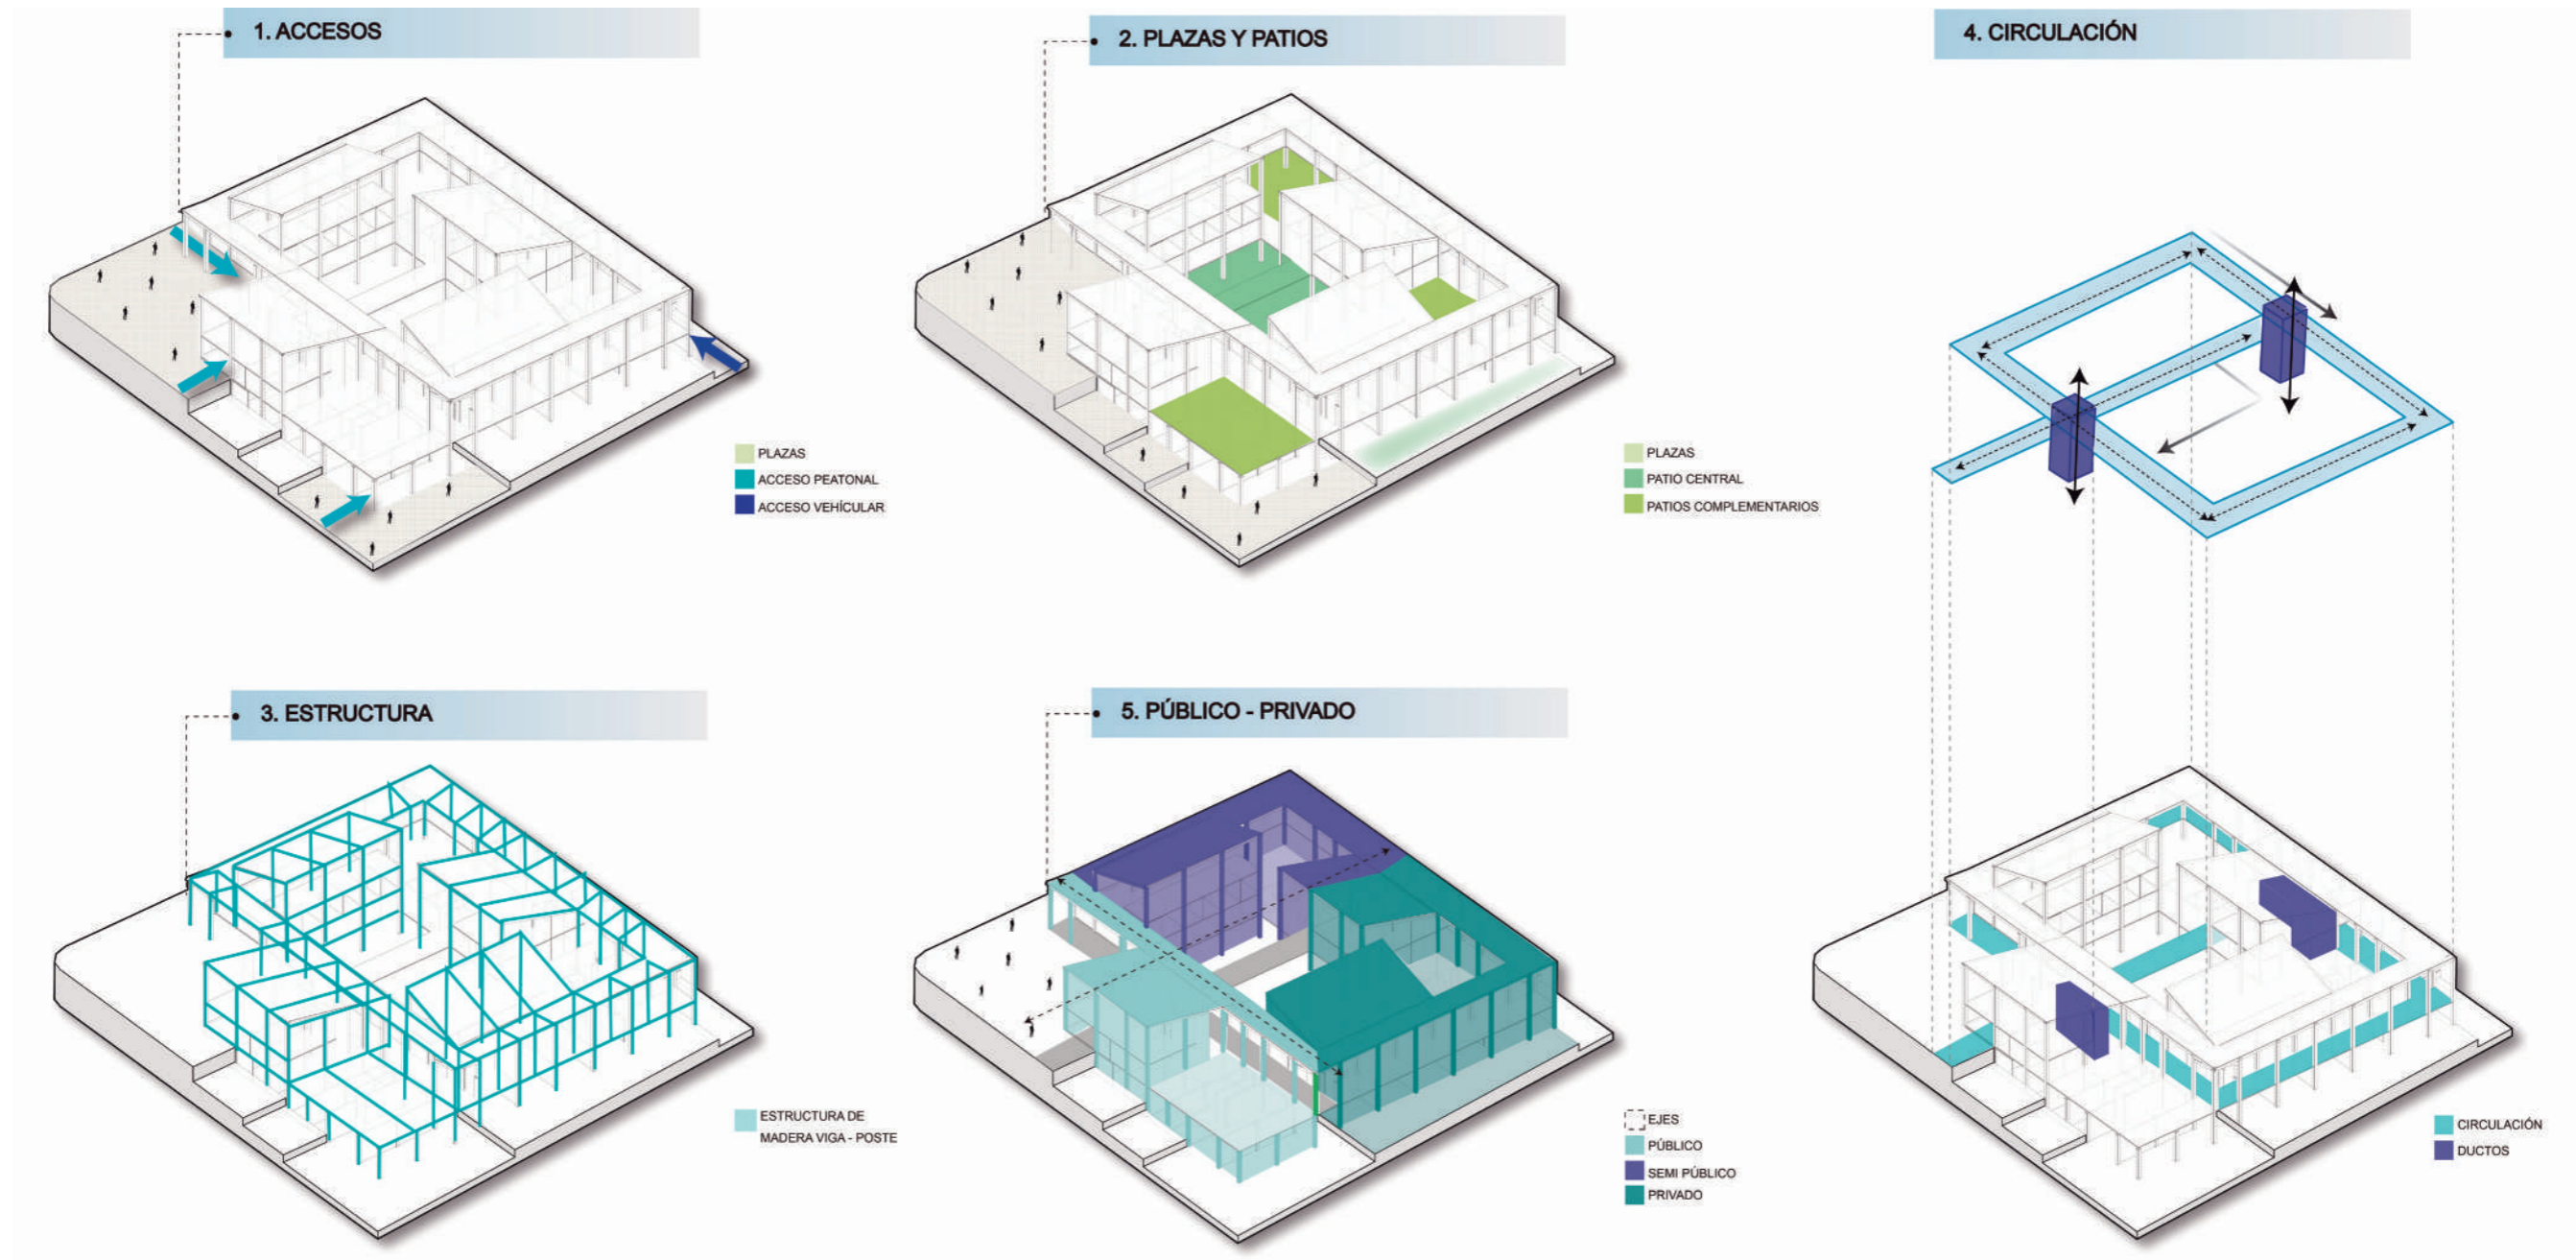 1. ACCESOS
PLAZAS
ACCESO PEATONAL
ACCESO VEHÍCULAR
2. PLAZAS Y PATIOS
PLAZAS
PATIO CENTRAL
PATIOS COMPLEMENTARIOS
4. CIRCULACIÓN
CIRCULACIÓN
DUCTOS
3. ESTRUCTURA
ESTRUCTURA DE
MADERA VIGA - POSTE
5. PÚBLICO - PRIVADO
EJES
PÚBLICO
SEMI PÚBLICO
PRIVADO